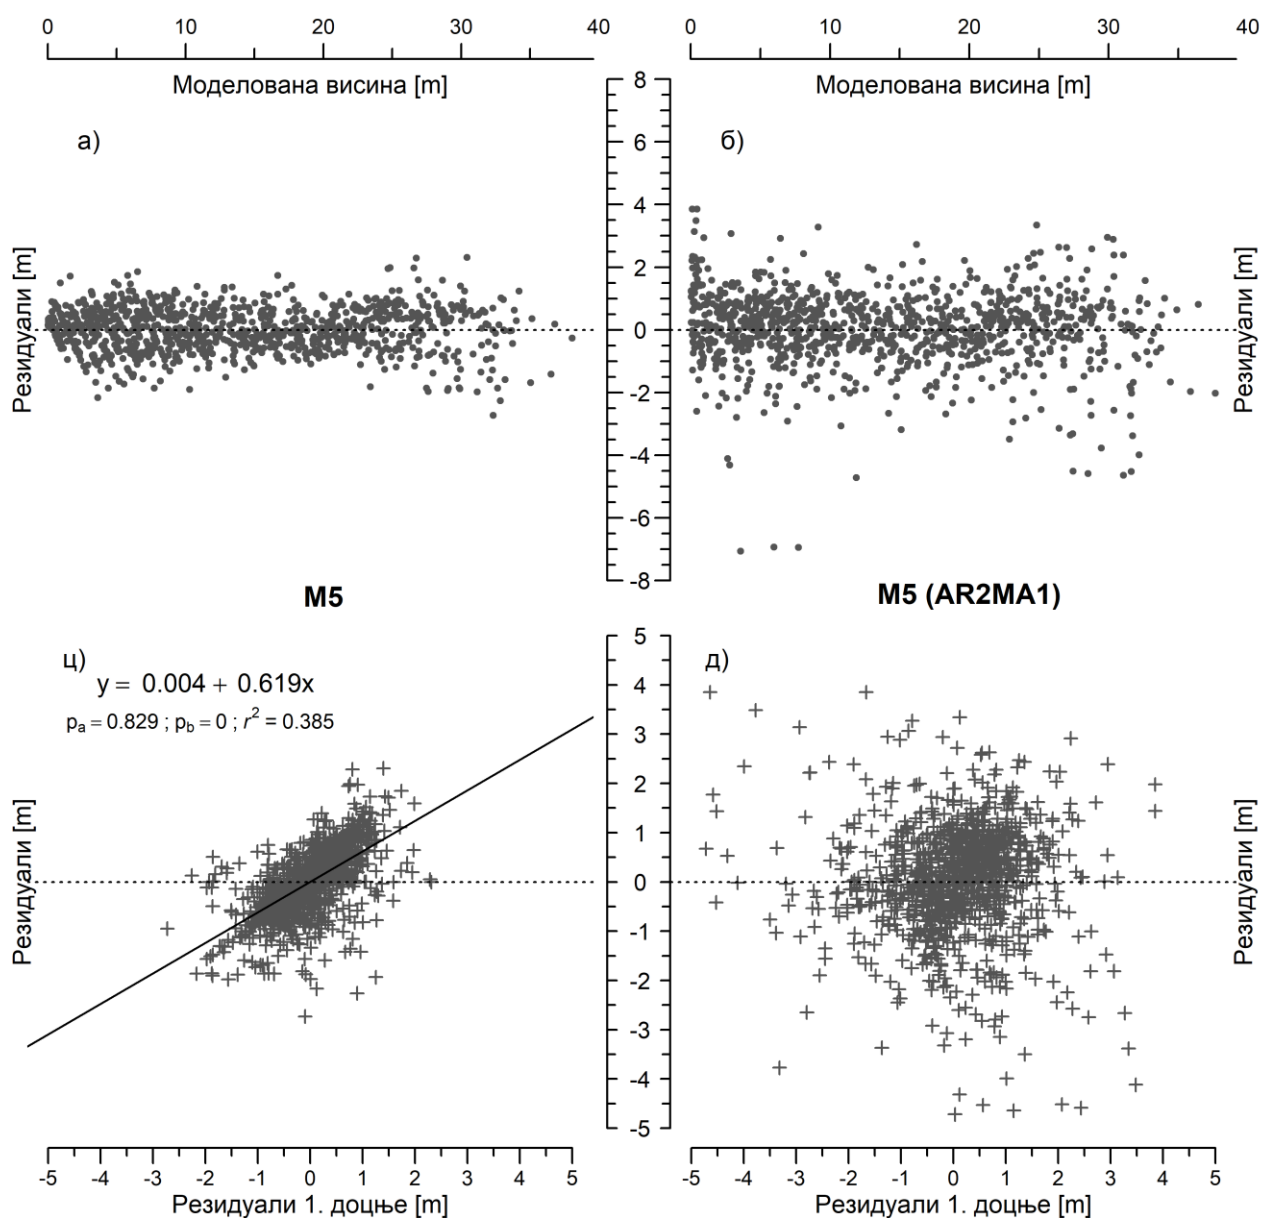 0 10 20 30 40
Моделована висина [m]
0 10 20 30 40
Моделована висина [m]
а)
б)
Резидуали [m]
8
6
4
2
0
-2
-4
-6
-8
Резидуали [m]
M5
M5 (AR2MA1)
ц)
y = 0.004 + 0.619x
pa = 0.829 ; pb = 0 ; r² = 0.385
д)
Резидуали [m]
5
4
3
2
1
0
-1
-2
-3
-4
-5
Резидуали [m]
-5 -4 -3 -2 -1 0 1 2 3 4 5
Резидуали 1. доцње [m]
-5 -4 -3 -2 -1 0 1 2 3 4 5
Резидуали 1. доцње [m]